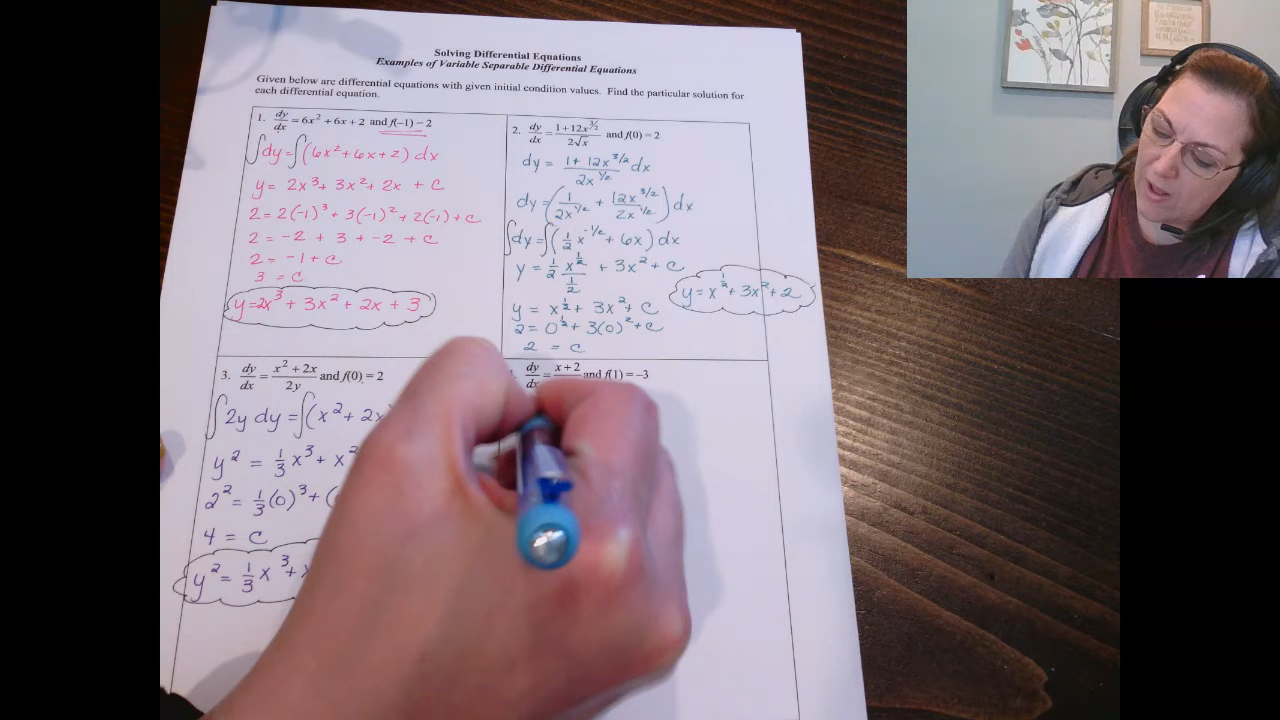 Solving Differential Equations
Examples of Variable Separable Differential Equations
Given below are differential equations with given initial condition values. Find the particular solution for
each differential equation.
1. dy/dx = 6x² + 6x + 2 and f(−1) = 2
∫dy = ∫(6x² + 6x + 2) dx
y = 2x³ + 3x² + 2x + C
2 = 2(-1)³ + 3(-1)² + 2(-1) + C
2 = -2 + 3 + -2 + C
2 = -1 + C
3 = C
y = 2x³ + 3x² + 2x + 3
2. dy/dx = (1 + 12x^(3/2))/(2√x) and f(0) = 2
dy = (1 + 12x^(3/2))/(2x^(1/2)) dx
dy = (1/(2x^(1/2)) + 12x^(3/2)/(2x^(1/2))) dx
∫dy = ∫(1/2 x^(-1/2) + 6x) dx
y = 1/2 x^(1/2)/(1/2) + 3x² + C
y = x^(1/2) + 3x² + C
2 = 0^(1/2) + 3(0)² + C
2 = C
y = x^(1/2) + 3x² + 2
3. dy/dx = (x² + 2x)/(2y) and f(0) = 2
∫2y dy = ∫(x² + 2x
y² = 1/3 x³ + x²
2² = 1/3 (0)³ + (
4 = C
y² = 1/3 x³ +
dy/dx = x + 2 and f(1) = −3